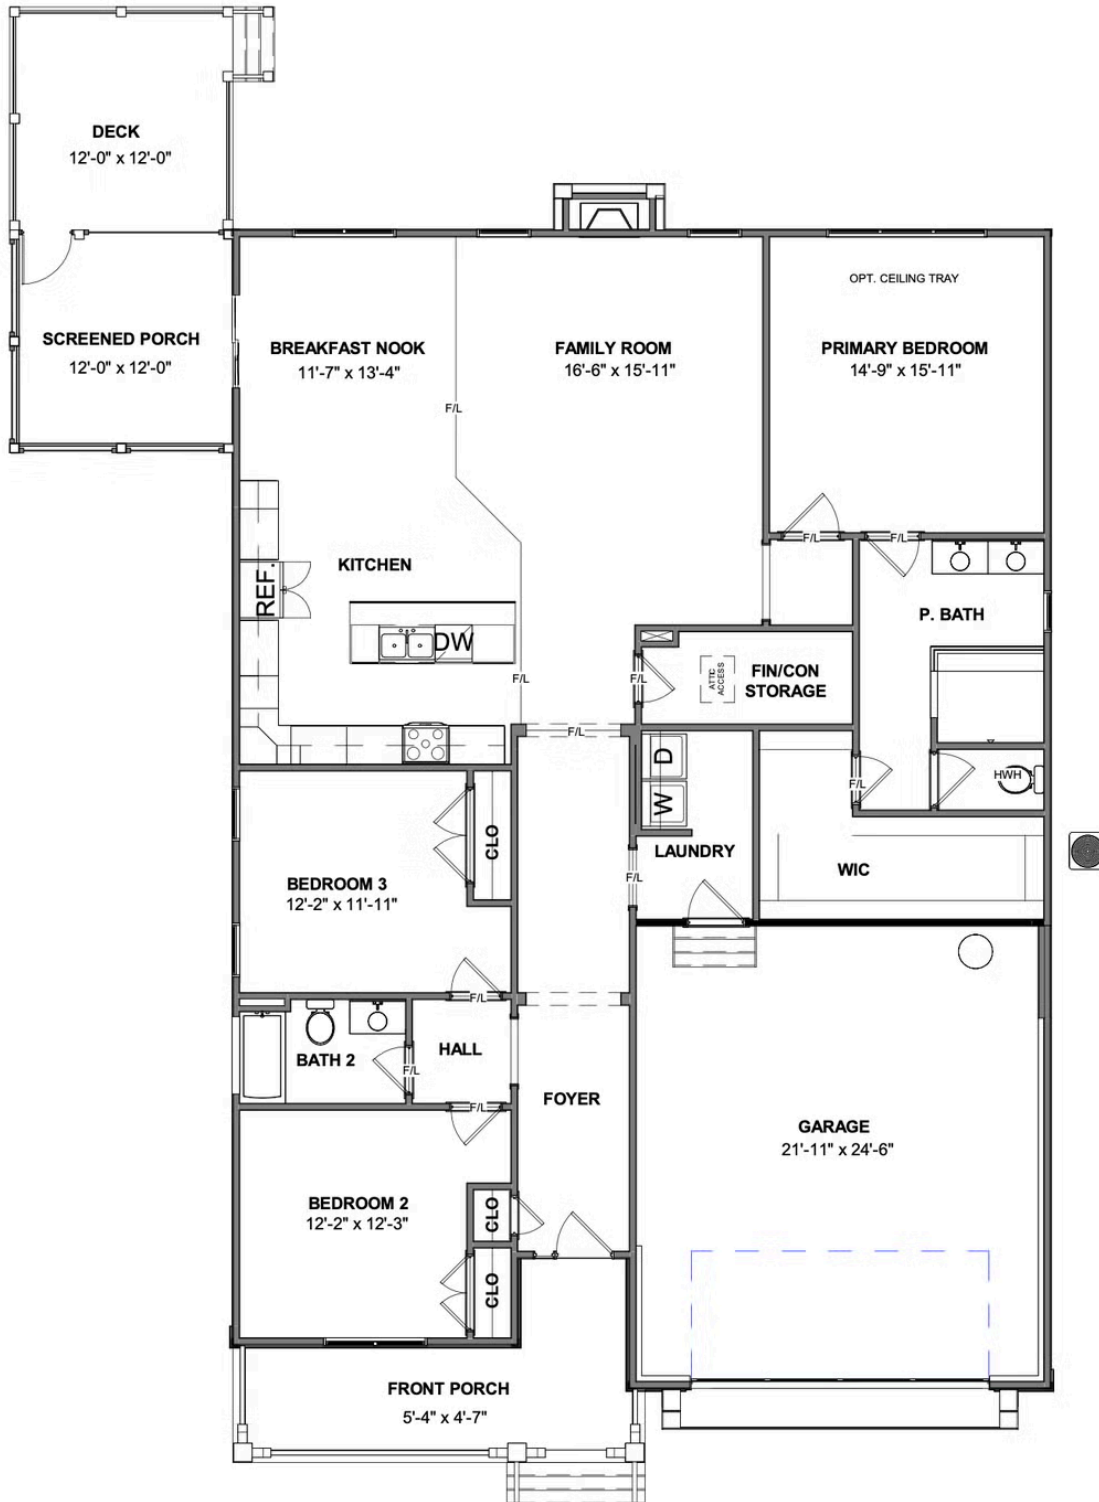 DECK
12'-0" x 12'-0"
OPT. CEILING TRAY
SCREENED PORCH
12'-0" x 12'-0"
BREAKFAST NOOK
11'-7" x 13'-4"
FAMILY ROOM
16'-6" x 15'-11"
PRIMARY BEDROOM
14'-9" x 15'-11"
F/L
F/L
F/L
KITCHEN
REF.
DW
P. BATH
F/L
F/L
ATTIC
ACCESS
FIN/CON
STORAGE
F/L
D
W
HWH
F/L
LAUNDRY
WIC
F/L
CLO
BEDROOM 3
12'-2" x 11'-11"
F/L
BATH 2
HALL
F/L
F/L
FOYER
GARAGE
21'-11" x 24'-6"
BEDROOM 2
12'-2" x 12'-3"
CLO
CLO
FRONT PORCH
5'-4" x 4'-7"